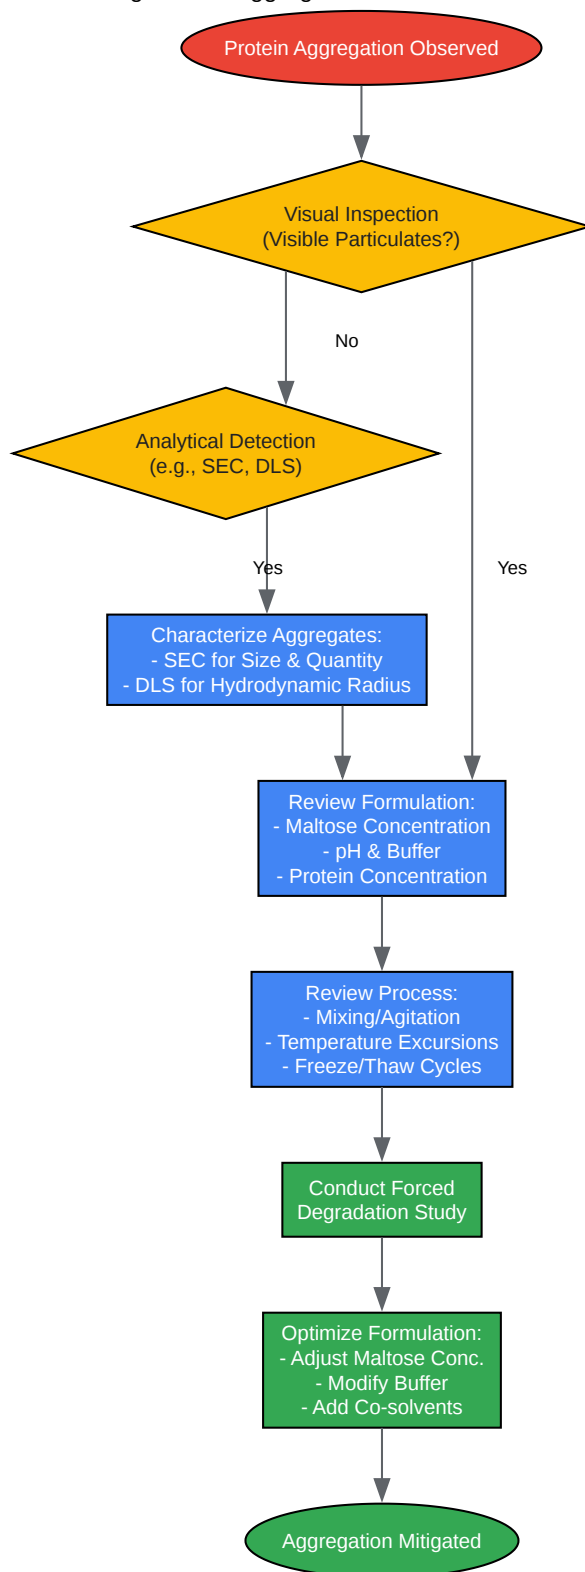 Protein Aggregation Observed
Visual Inspection
(Visible Particulates?)
No
Analytical Detection
(e.g., SEC, DLS)
Yes
Yes
Characterize Aggregates:
- SEC for Size & Quantity
- DLS for Hydrodynamic Radius
Review Formulation:
- Maltose Concentration
- pH & Buffer
- Protein Concentration
Review Process:
- Mixing/Agitation
- Temperature Excursions
- Freeze/Thaw Cycles
Conduct Forced
Degradation Study
Optimize Formulation:
- Adjust Maltose Conc.
- Modify Buffer
- Add Co-solvents
Aggregation Mitigated